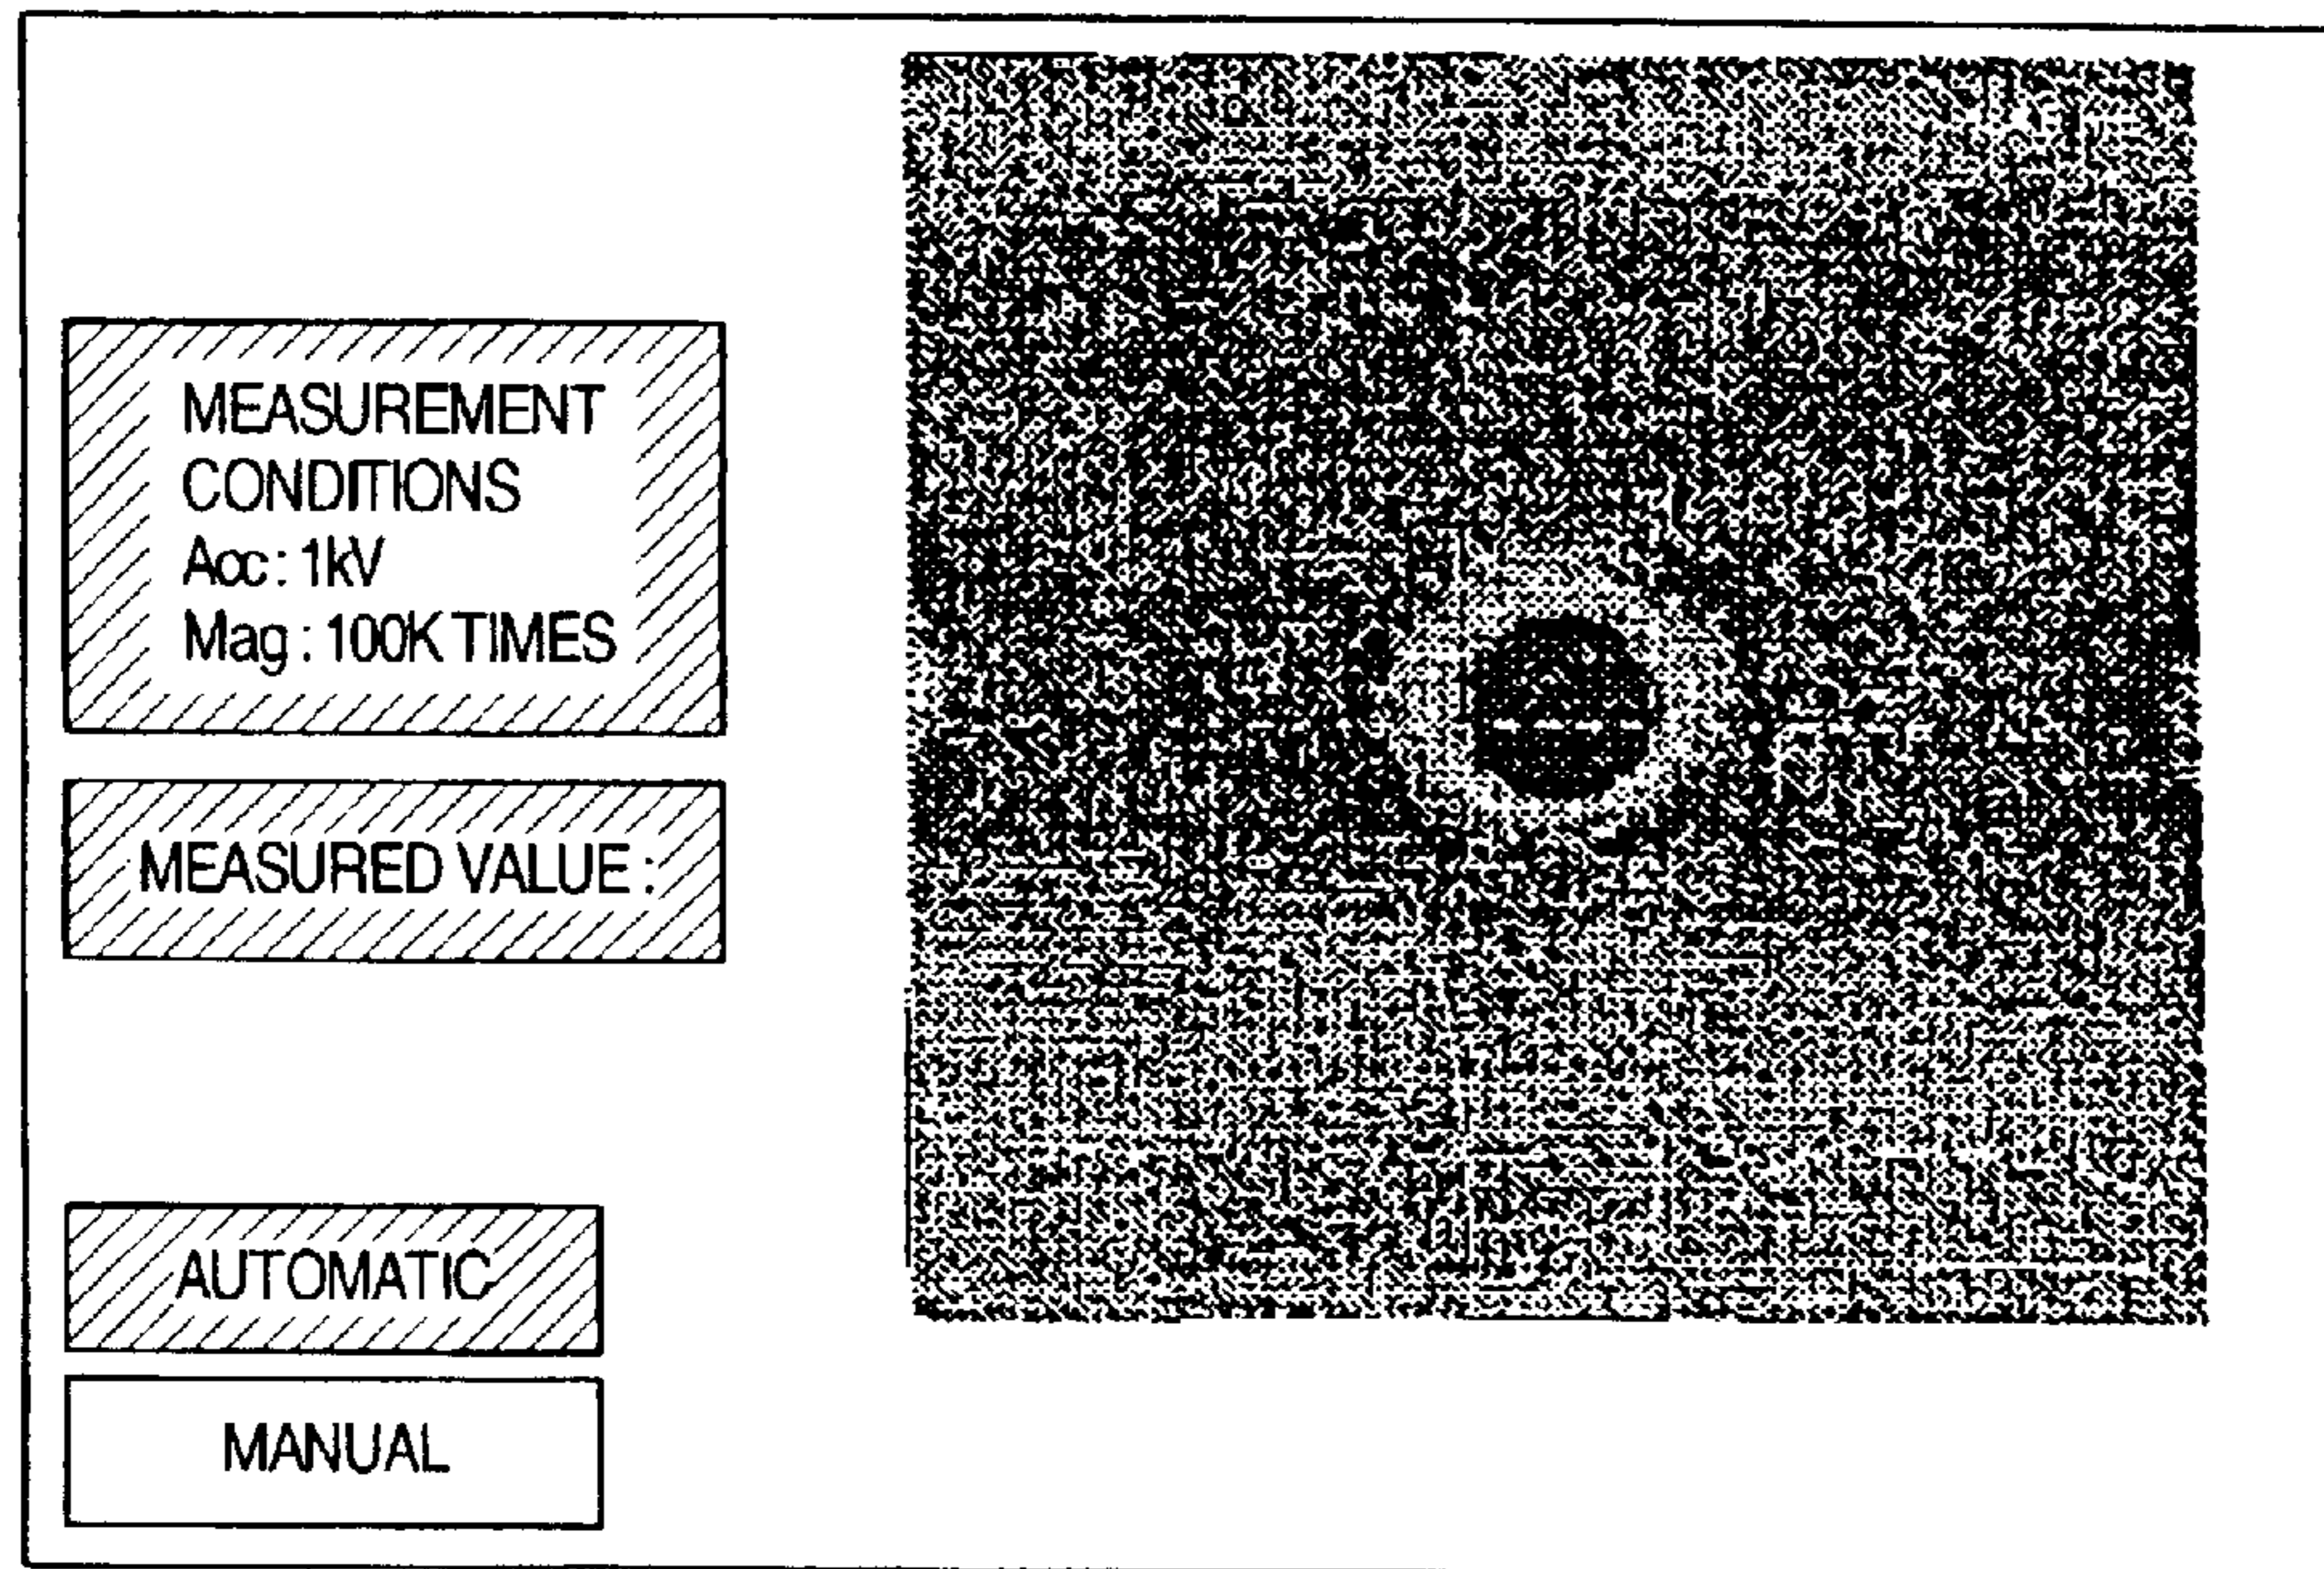 MEASUREMENT
CONDITIONS
Acc : 1kV
Mag : 100K TIMES
MEASURED VALUE :
AUTOMATIC
MANUAL